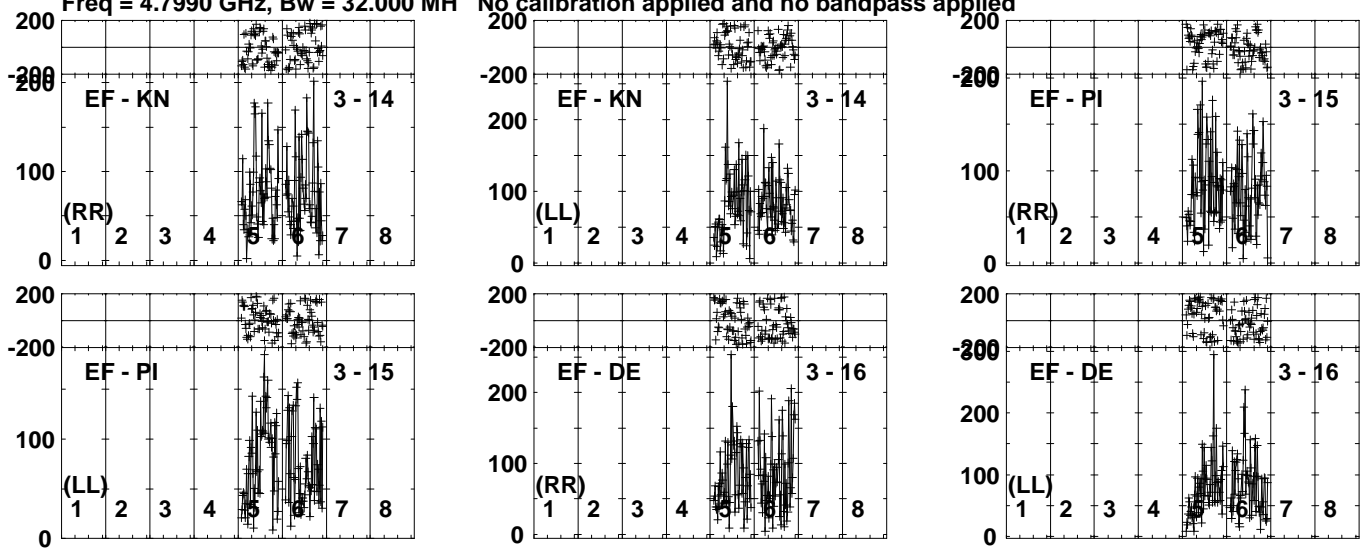 Freq = 4.7990 GHz, Bw = 32.000 MH No calibration applied and no bandpass applied
200
-200
200
EF - KN 3 - 14
100
(RR)
1 2 3 4 5 6 7 8
0
200
-200
EF - KN 3 - 14
200
100
(LL)
1 2 3 4 5 6 7 8
0
200
-200
200
EF - PI 3 - 15
100
(RR)
1 2 3 4 5 6 7 8
0
200
-200
EF - PI 3 - 15
100
(LL)
1 2 3 4 5 6 7 8
0
200
-200
EF - DE 3 - 16
200
100
(RR)
1 2 3 4 5 6 7 8
0
200
-200
300
EF - DE 3 - 16
200
100
(LL)
1 2 3 4 5 6 7 8
0